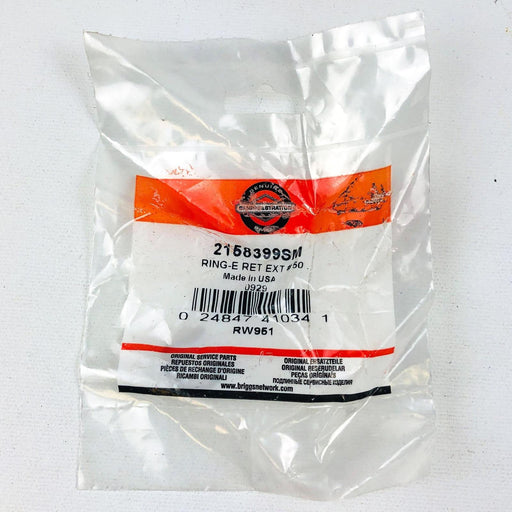 GENUINE
BRIGGS & STRATTON
PARTS
2158399SM
RING-E RET EXT #50
Made in USA
0929
0 24847 41034 1
RW951
ORIGINAL SERVICE PARTS
REPUESTOS ORIGINALES
PIÈCES DE RECHANGE D'ORIGINE
RICAMBI ORIGINALI
ORIGINAL ERSATZTEILE
ORIGINAL RESERUDELAR
PEÇAS ORIGINAIS
ПОДЛИННЫЕ СЕРВИСНЫЕ ИЗДЕЛИЯ
www.briggsnetwork.com